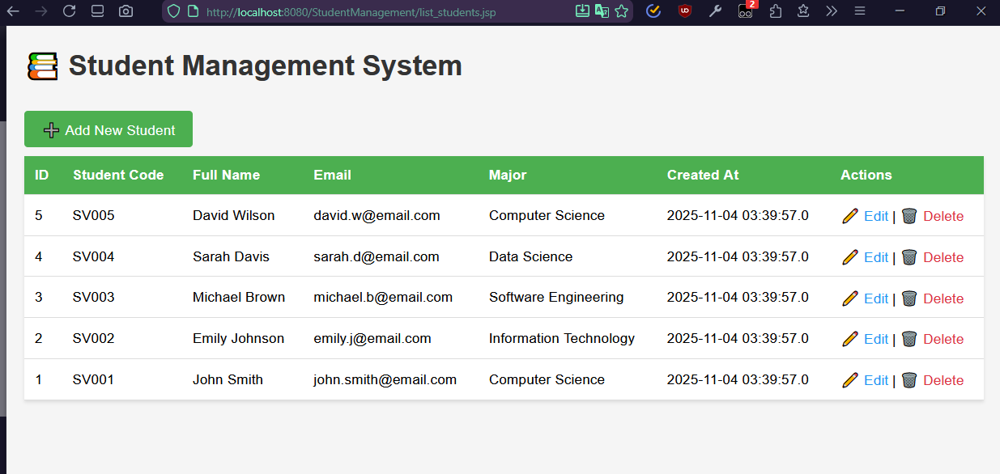 http://localhost:8080/StudentManagement/list_students.jsp
2
Student Management System
Add New Student
ID Student Code Full Name Email Major Created At Actions
5 SV005 David Wilson david.w@email.com Computer Science 2025-11-04 03:39:57.0 Edit | Delete
4 SV004 Sarah Davis sarah.d@email.com Data Science 2025-11-04 03:39:57.0 Edit | Delete
3 SV003 Michael Brown michael.b@email.com Software Engineering 2025-11-04 03:39:57.0 Edit | Delete
2 SV002 Emily Johnson emily.j@email.com Information Technology 2025-11-04 03:39:57.0 Edit | Delete
1 SV001 John Smith john.smith@email.com Computer Science 2025-11-04 03:39:57.0 Edit | Delete